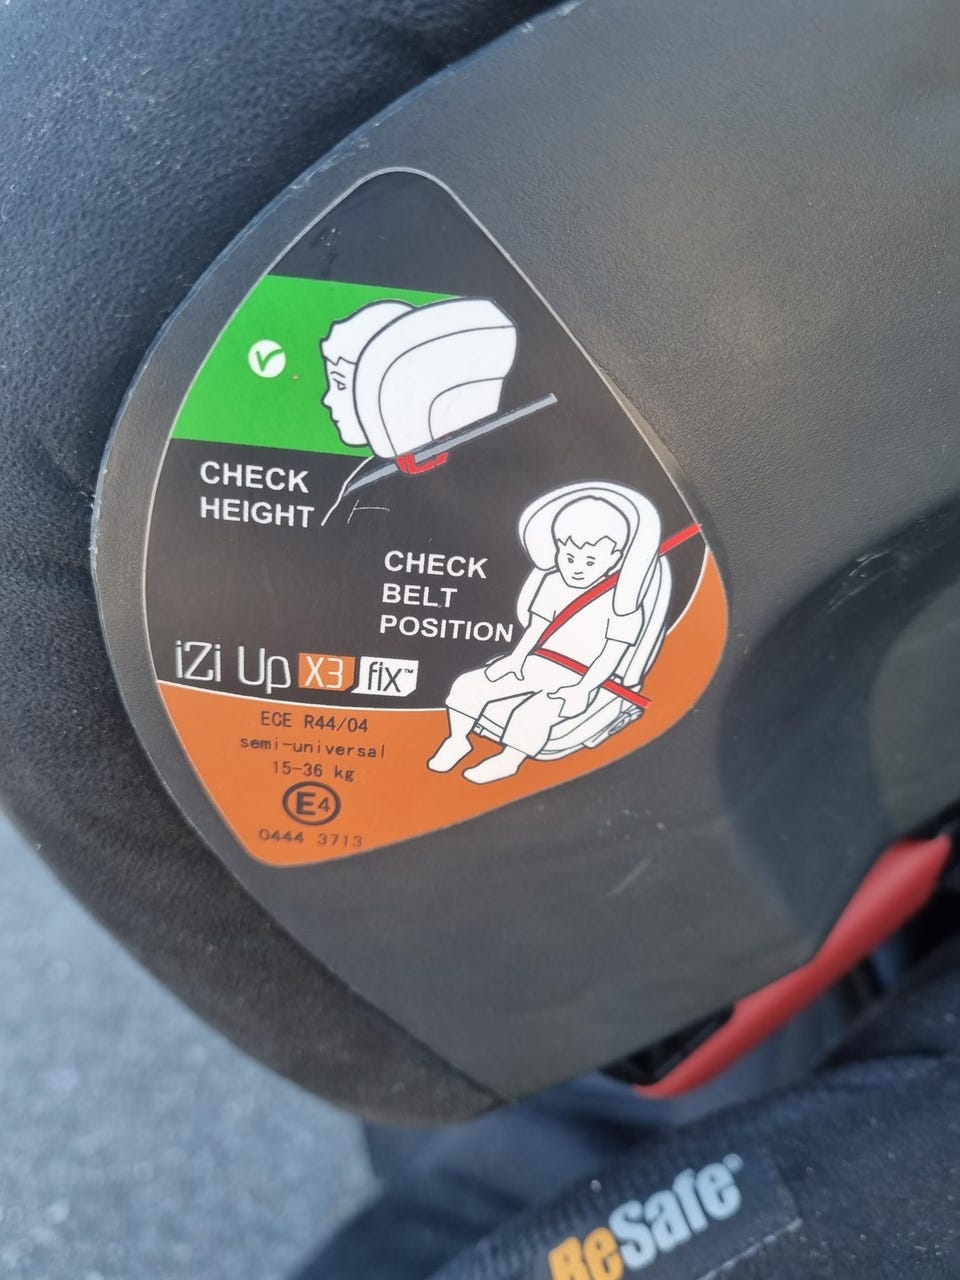 CHECK
HEIGHT
CHECK
BELT
POSITION
iZi Up X3 fix™
ECE R44/04
semi-universal
15-36 kg
E4
0444 3713
BeSafe®